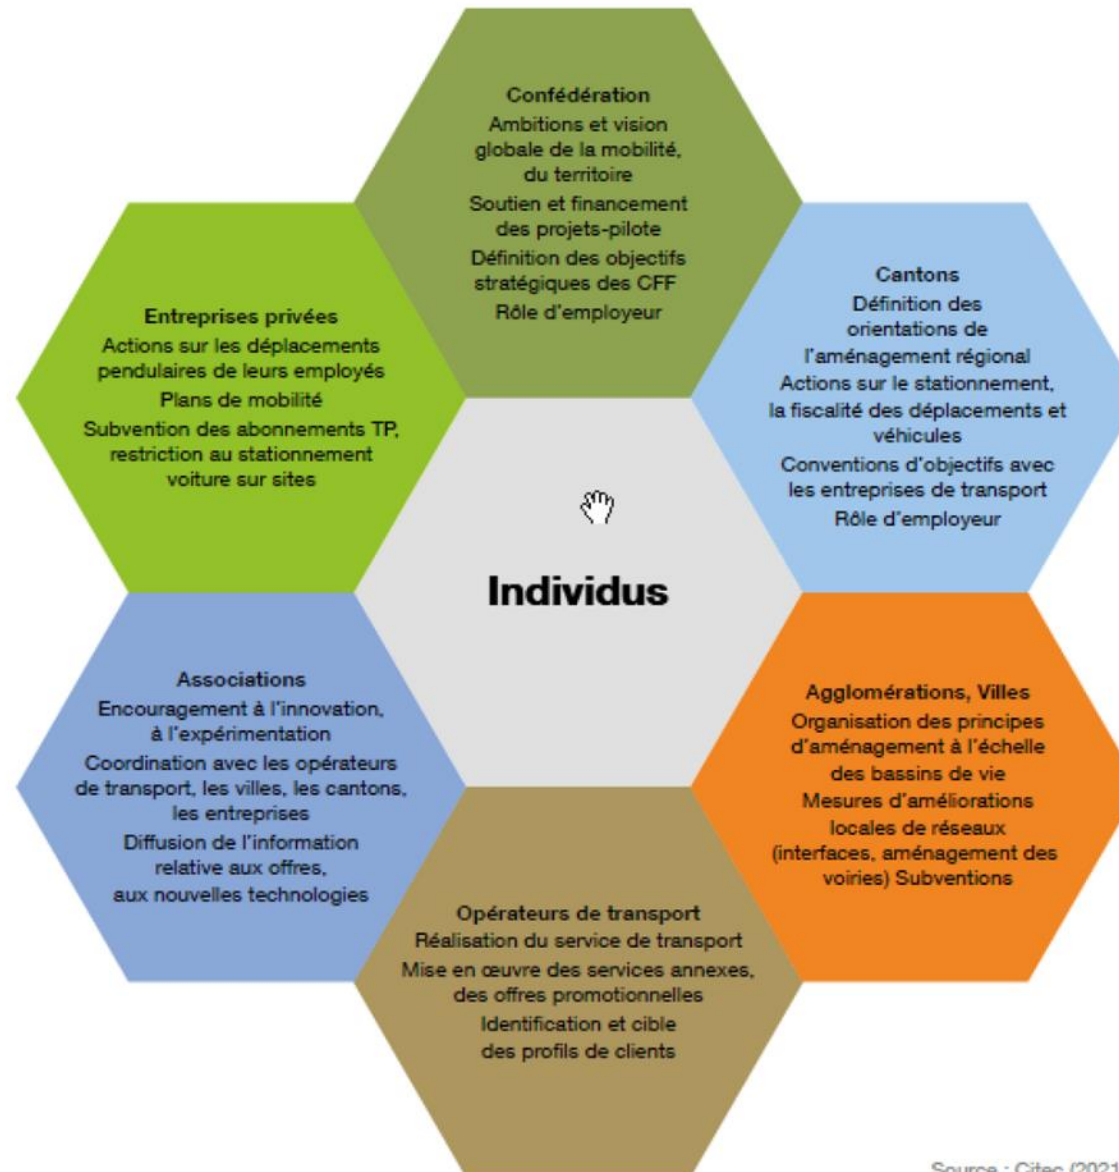 Confédération
Ambitions et vision
globale de la mobilité,
du territoire
Soutien et financement
des projets-pilote
Définition des objectifs
stratégiques des CFF
Rôle d'employeur
Cantons
Définition des
orientations de
l'aménagement régional
Actions sur le stationnement,
la fiscalité des déplacements et
véhicules
Conventions d'objectifs avec
les entreprises de transport
Rôle d'employeur
Entreprises privées
Actions sur les déplacements
pendulaires de leurs employés
Plans de mobilité
Subvention des abonnements TP,
restriction au stationnement
voiture sur sites
Individus
Associations
Encouragement à l'innovation,
à l'expérimentation
Coordination avec les opérateurs
de transport, les villes, les cantons,
les entreprises
Diffusion de l'information
relative aux offres,
aux nouvelles technologies
Agglomérations, Villes
Organisation des principes
d'aménagement à l'échelle
des bassins de vie
Mesures d'améliorations
locales de réseaux
(interfaces, aménagement des
voiries) Subventions
Opérateurs de transport
Réalisation du service de transport
Mise en œuvre des services annexes,
des offres promotionnelles
Identification et cible
des profils de clients
Source : Citec (2021